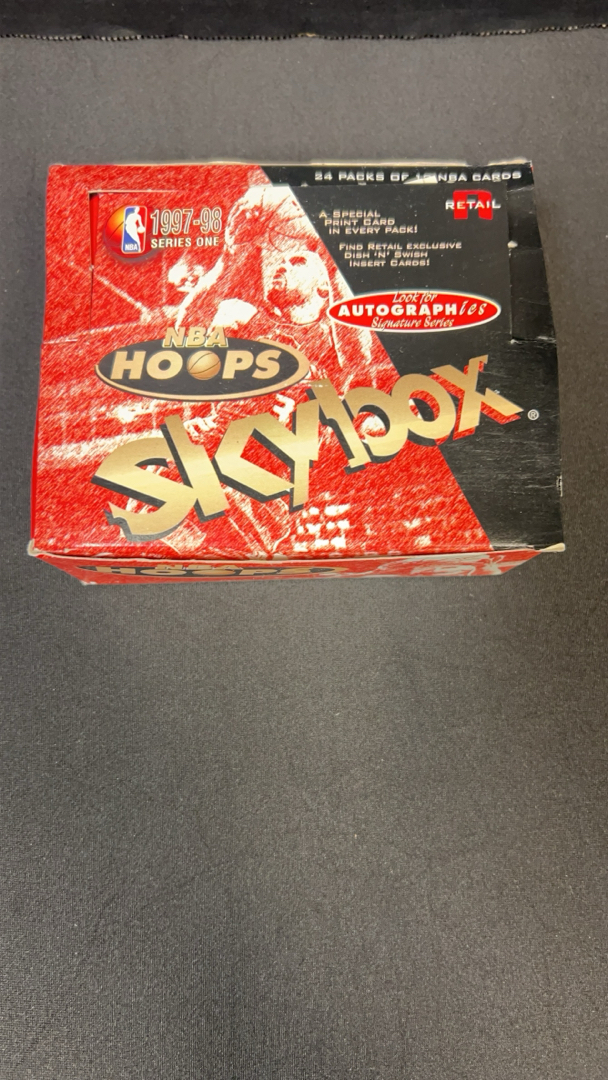 24 PACKS OF NBA CARDS
RETAIL
R
NBA
1997-98
SERIES ONE
A SPECIAL
PRINT CARD
IN EVERY PACK!
FIND RETAIL EXCLUSIVE
DISH 'N' SWISH
INSERT CARDS!
Look for
AUTOGRAPHics
Signature Series
NBA
HOOPS
SkyBox®
HOOPS